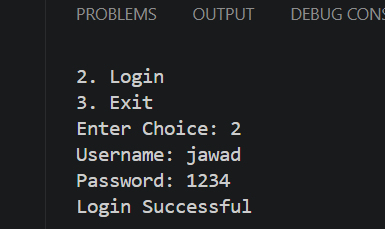 PROBLEMS OUTPUT DEBUG CONS
2. Login
3. Exit
Enter Choice: 2
Username: jawad
Password: 1234
Login Successful